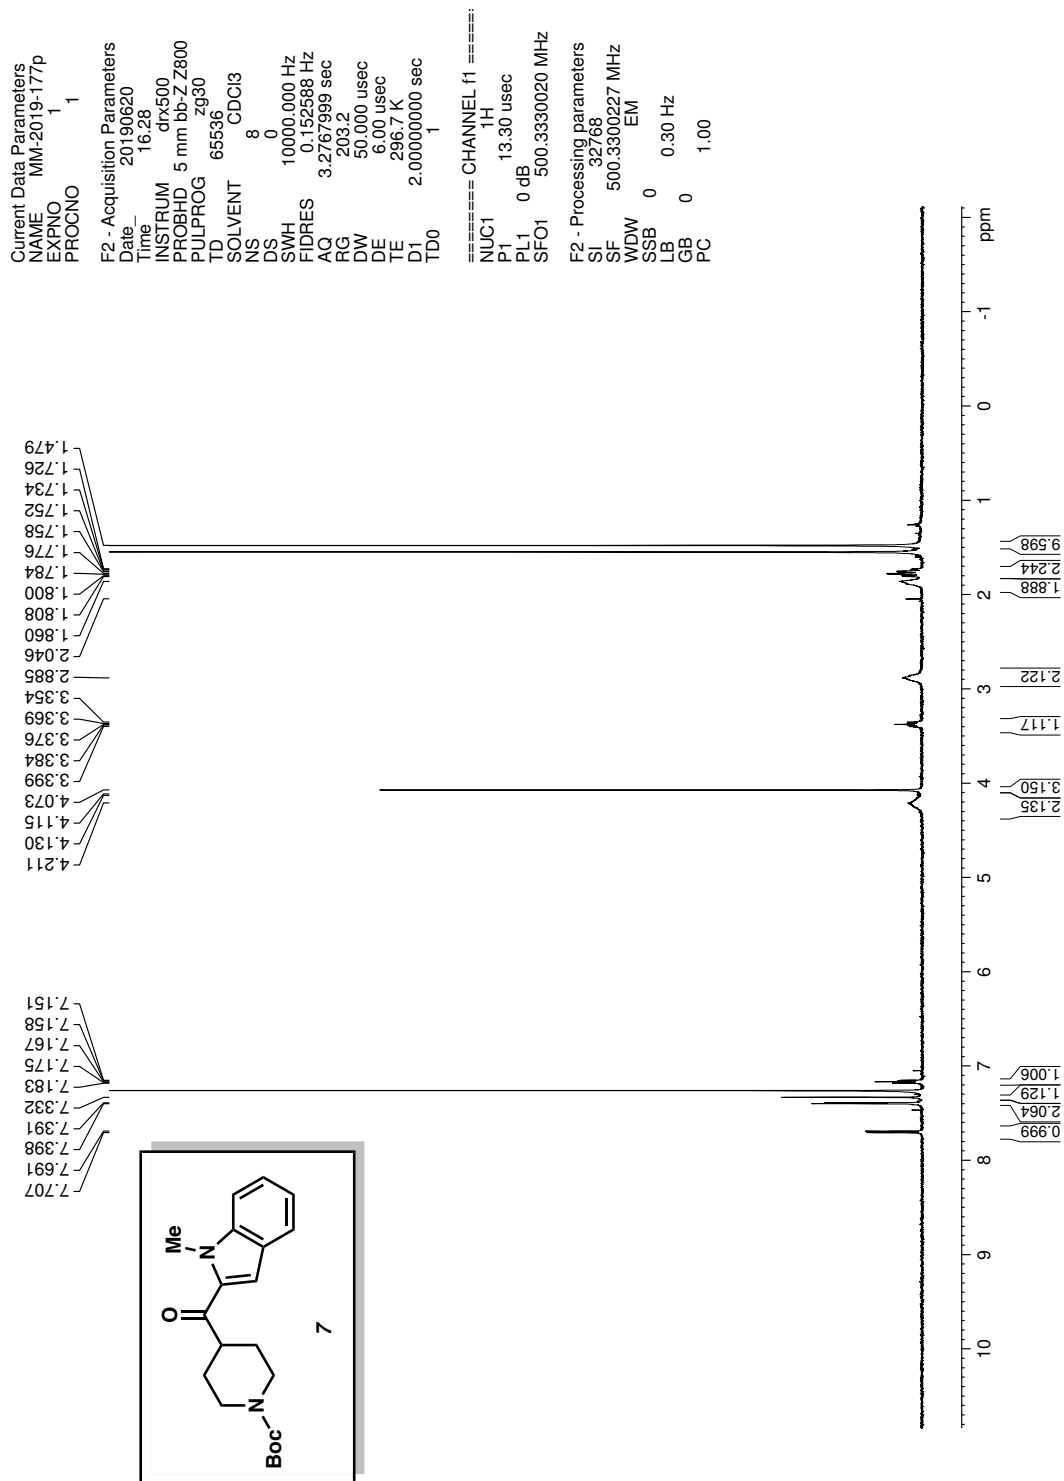 Current Data Parameters
NAME MM-2019-177p
EXPNO 1
PROCNO 1
F2 - Acquisition Parameters
Date_ 20190620
Time 16.28
INSTRUM drx500
PROBHD 5 mm bb-Z Z800
PULPROG zg30
TD 65536
SOLVENT CDCl3
NS 8
DS 0
SWH 10000.000 Hz
FIDRES 0.152588 Hz
AQ 3.2767999 sec
RG 203.2
DW 50.000 usec
DE 6.00 usec
TE 296.7 K
D1 2.00000000 sec
TD0 1
======== CHANNEL f1 ======
NUC1 1H
P1 13.30 usec
PL1 0 dB
SFO1 500.3330020 MHz
F2 - Processing parameters
SI 32768
SF 500.3300227 MHz
WDW EM
SSB 0
LB 0.30 Hz
GB 0
PC 1.00
7.707
7.691
7.398
7.391
7.332
7.183
7.175
7.167
7.158
7.151
4.211
4.130
4.115
4.073
3.399
3.384
3.376
3.369
3.354
2.885
2.046
1.860
1.808
1.800
1.784
1.776
1.758
1.752
1.734
1.726
1.479
Me
N
O
N
Boc
7
10 9 8 7 6 5 4 3 2 1 0 -1 ppm
0.999
2.064
1.129
1.006
2.135
3.150
1.117
2.122
1.888
2.244
9.598